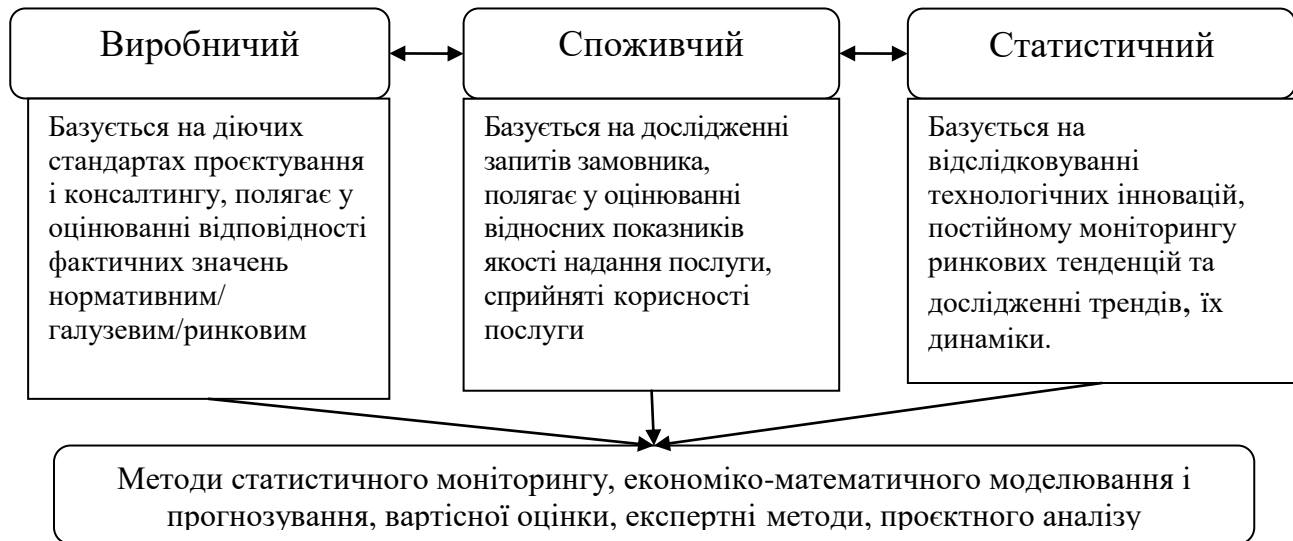 Виробничий
Споживчий
Статистичний
Базується на діючих
стандартах проєктування
і консалтингу, полягає у
оцінюванні відповідності
фактичних значень
нормативним/
галузевим/ринковим
Базується на дослідженні
запитів замовника,
полягає у оцінюванні
відносних показників
якості надання послуги,
сприйняті корисності
послуги
Базується на
відслідковуванні
технологічних інновацій,
постійному моніторингу
ринкових тенденцій та
дослідженні трендів, їх
динаміки.
Методи статистичного моніторингу, економіко-математичного моделювання і
прогнозування, вартісної оцінки, експертні методи, проєктного аналізу